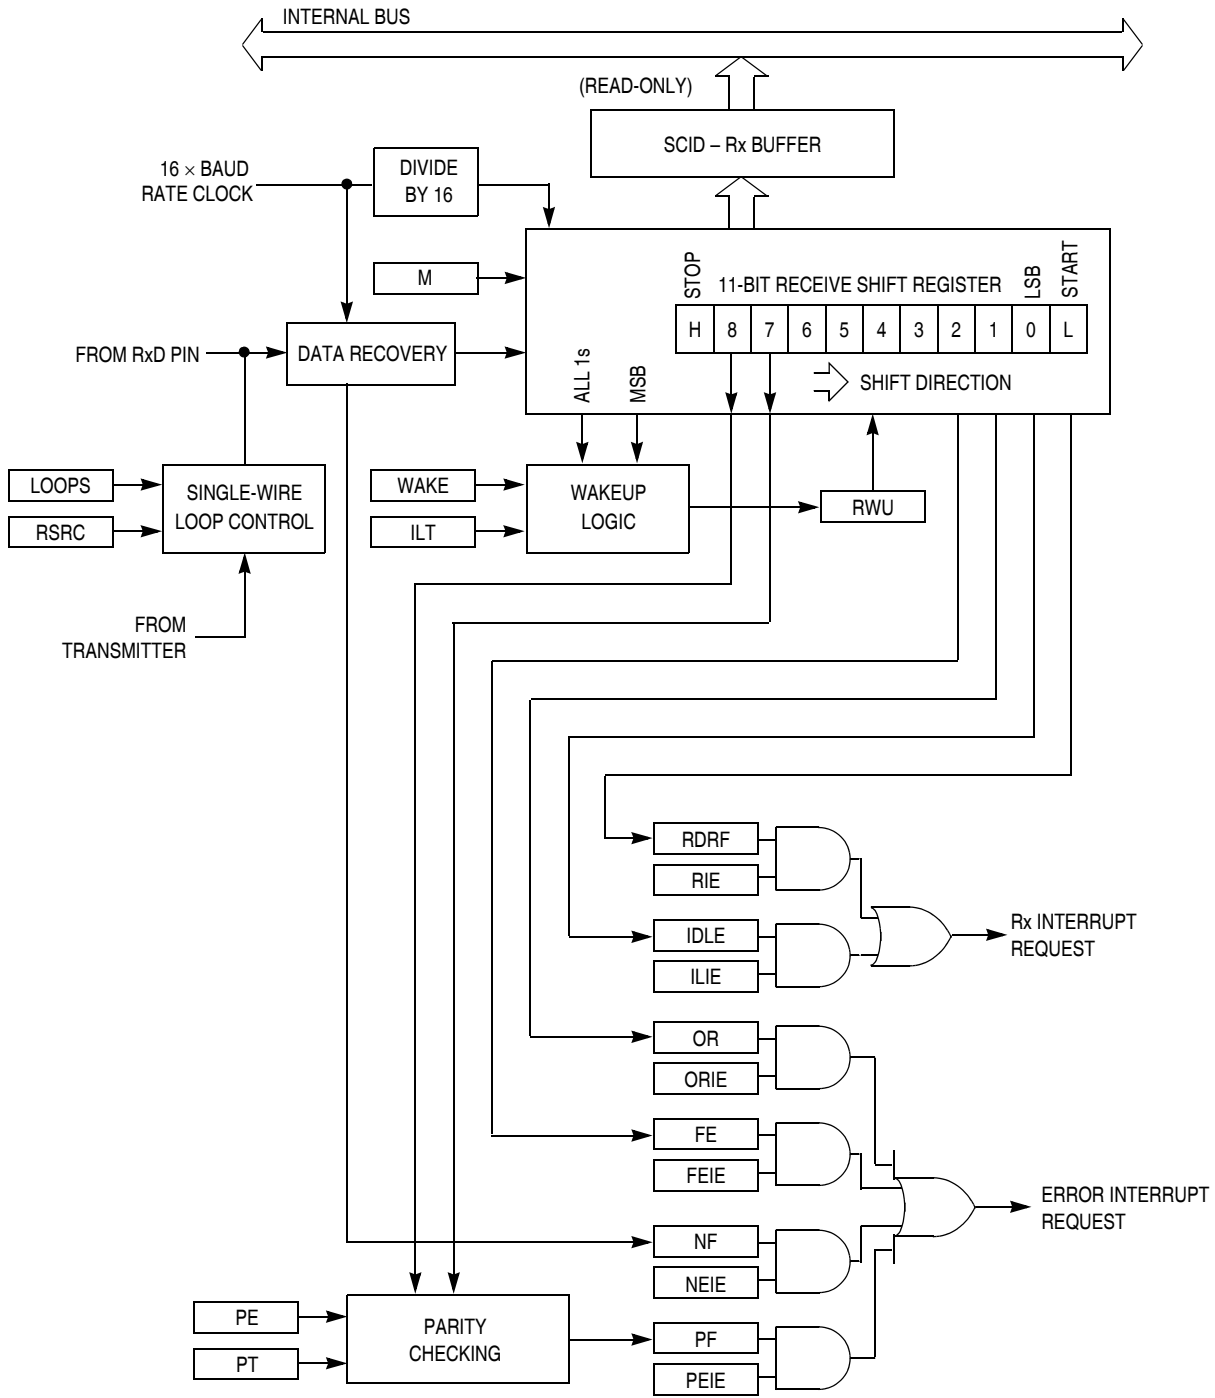 INTERNAL BUS
(READ-ONLY)
SCID – Rx BUFFER
16 × BAUD
RATE CLOCK
DIVIDE
BY 16
M
STOP
11-BIT RECEIVE SHIFT REGISTER
LSB
START
H 8 7 6 5 4 3 2 1 0 L
FROM RxD PIN
DATA RECOVERY
ALL 1s
MSB
SHIFT DIRECTION
LOOPS
RSRC
SINGLE-WIRE
LOOP CONTROL
WAKE
ILT
WAKEUP
LOGIC
RWU
FROM
TRANSMITTER
RDRF
RIE
IDLE
ILIE
Rx INTERRUPT
REQUEST
OR
ORIE
FE
FEIE
ERROR INTERRUPT
REQUEST
NF
NEIE
PE
PT
PARITY
CHECKING
PF
PEIE